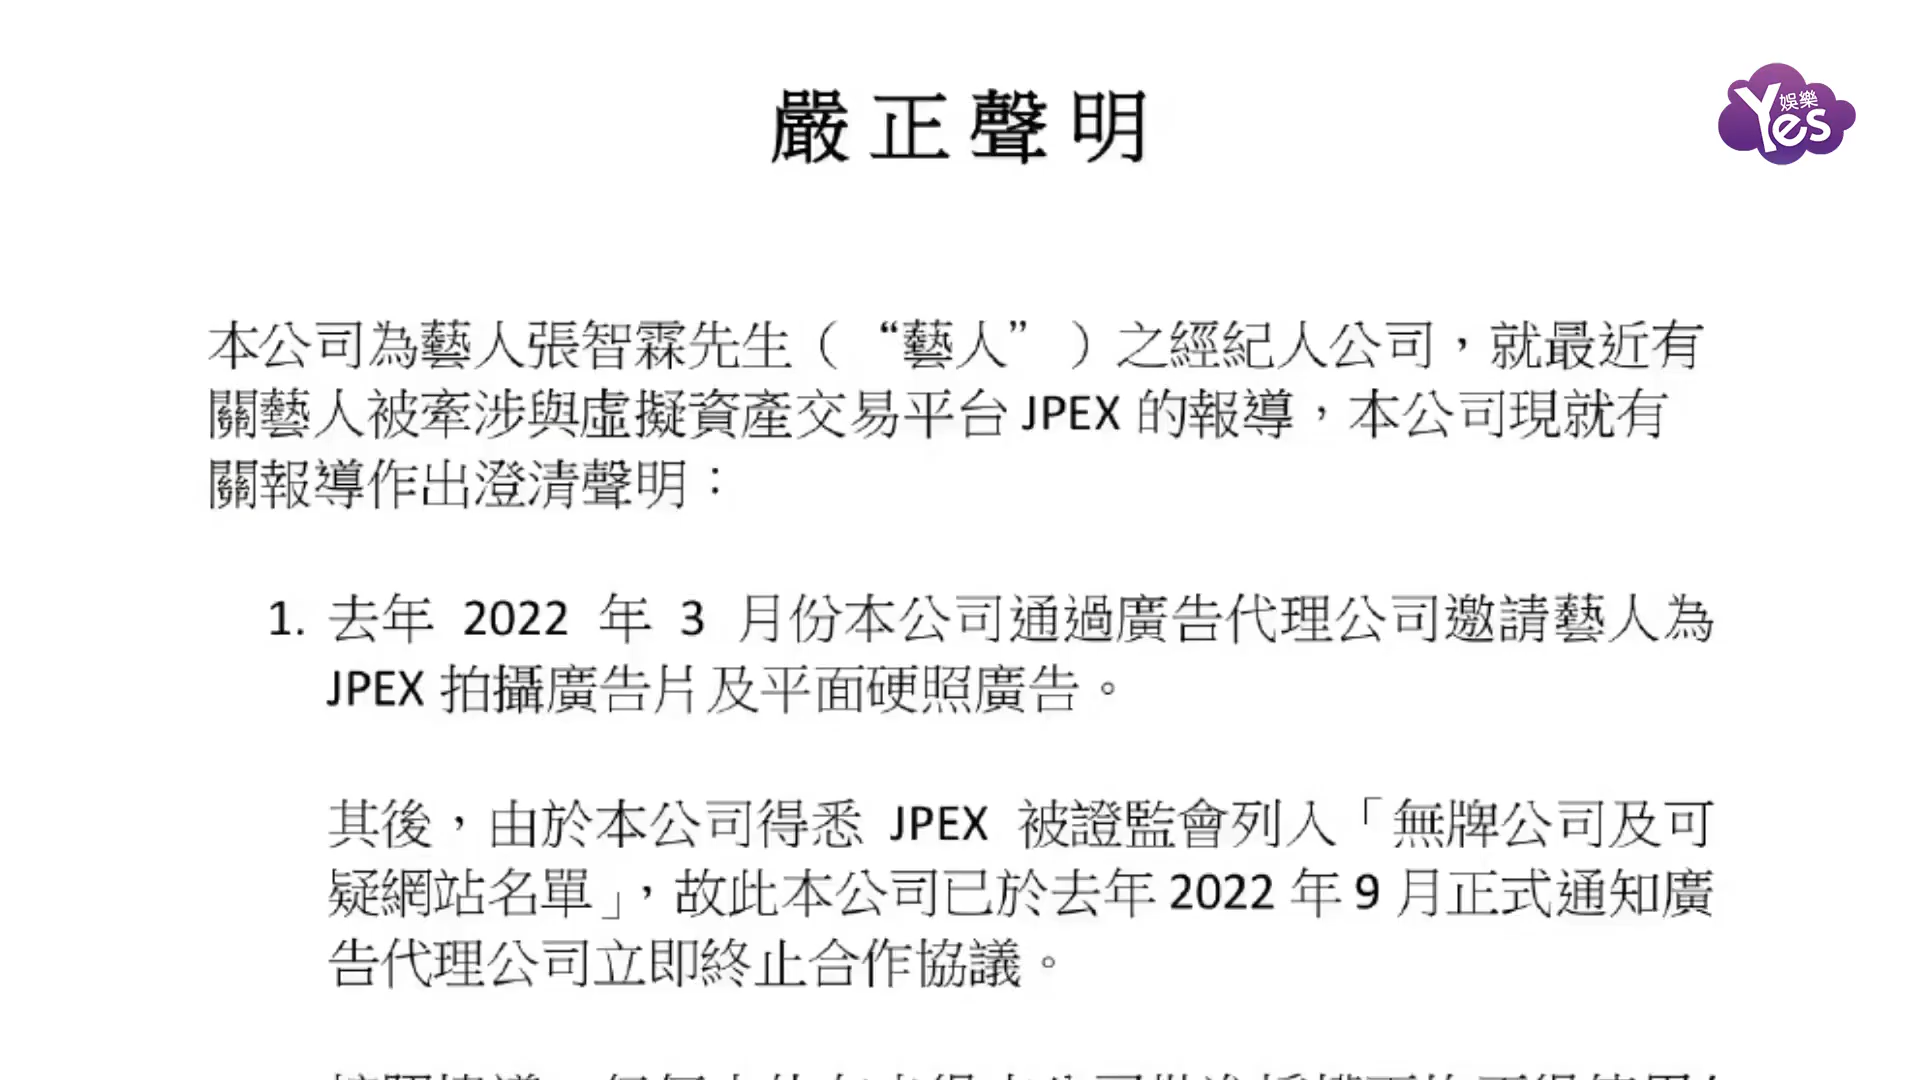 嚴正聲明
Yes 娛樂
本公司為藝人張智霖先生（“藝人”）之經紀人公司，就最近有
關藝人被牽涉與虛擬資產交易平台 JPEX 的報導，本公司現就有
關報導作出澄清聲明：
1. 去年 2022 年 3 月份本公司通過廣告代理公司邀請藝人為
JPEX 拍攝廣告片及平面硬照廣告。
其後，由於本公司得悉 JPEX 被證監會列入「無牌公司及可
疑網站名單」，故此本公司已於去年 2022 年 9 月正式通知廣
告代理公司立即終止合作協議。